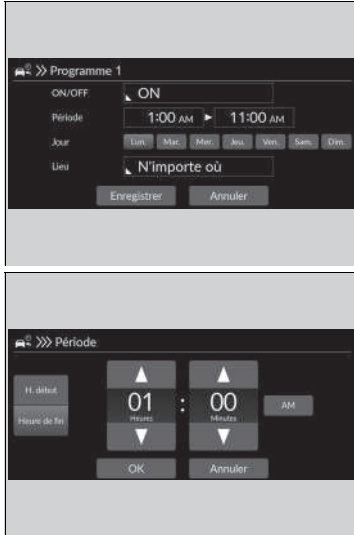 Programme 1
ON/OFF ON
Période 1:00 AM 11:00 AM
Jour Lun. Mar. Mer. Jeu. Ven. Sam. Dim.
Lieu N'importe où
Enregistrer Annuler
Période
H. début
Heure de fin
01 : 00 AM
Heures Minutes
OK Annuler